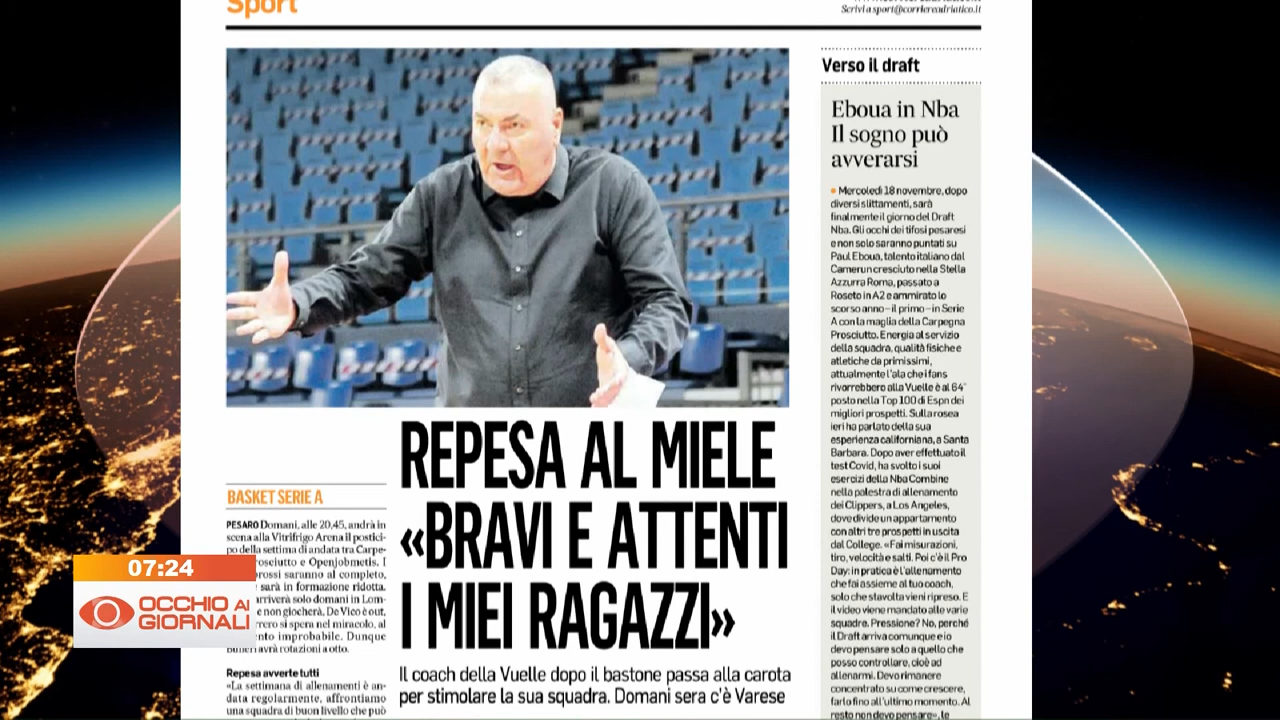 Sport
Scrivi a sport@corriereadriatico.it
REPESA AL MIELE
«BRAVI E ATTENTI
I MIEI RAGAZZI»
Il coach della Vuelle dopo il bastone passa alla carota
per stimolare la sua squadra. Domani sera c'è Varese
BASKET SERIE A
PESARO Domani, alle 20,45, andrà in
scena alla Vitrifrigo Arena il postici-
po della settima di andata tra Carpe-
rosciutto e Openjobmetis. I
rossi saranno al completo,
sarà in formazione ridotta.
arriverà solo domani in Lom-
e non giocherà, De Vico è out,
rrero si spera nel miracolo, al
nto improbabile. Dunque
avrà rotazioni a otto.
Repesa avverte tutti
«La settimana di allenamenti è an-
data regolarmente, affrontiamo
una squadra di buon livello che può
Verso il draft
Eboua in Nba
Il sogno può
avverarsi
• Mercoledì 18 novembre, dopo
diversi slittamenti, sarà
finalmente il giorno del Draft
Nba. Gli occhi dei tifosi pesaresi
e non solo saranno puntati su
Paul Eboua, talento italiano dal
Camerun cresciuto nella Stella
Azzurra Roma, passato a
Roseto in A2 e ammirato lo
scorso anno – il primo – in Serie
A con la maglia della Carpegna
Prosciutto. Energia al servizio
della squadra, qualità fisiche e
atletiche da primissimi,
attualmente l'ala che i fans
rivorrebbero alla Vuelle è al 64°
posto nella Top 100 di Espn dei
migliori prospetti. Sulla rosea
ieri ha parlato della sua
esperienza californiana, a Santa
Barbara. Dopo aver effettuato il
test Covid, ha svolto i suoi
esercizi della Nba Combine
nella palestra di allenamento
dei Clippers, a Los Angeles,
dove divide un appartamento
con altri tre prospetti in uscita
dal College. «Fai misurazioni,
tiro, velocità e salti. Poi c'è il Pro
Day: in pratica è l'allenamento
che fai assieme al tuo coach,
solo che stavolta vieni ripreso. E
il video viene mandato alle varie
squadre. Pressione? No, perché
il Draft arriva comunque e io
devo pensare solo a quello che
posso controllare, cioè ad
allenarmi. Devo rimanere
concentrato su come crescere,
farlo fino all'ultimo momento. Al
resto non devo pensare», le
07:24
OCCHIO AI
GIORNALI